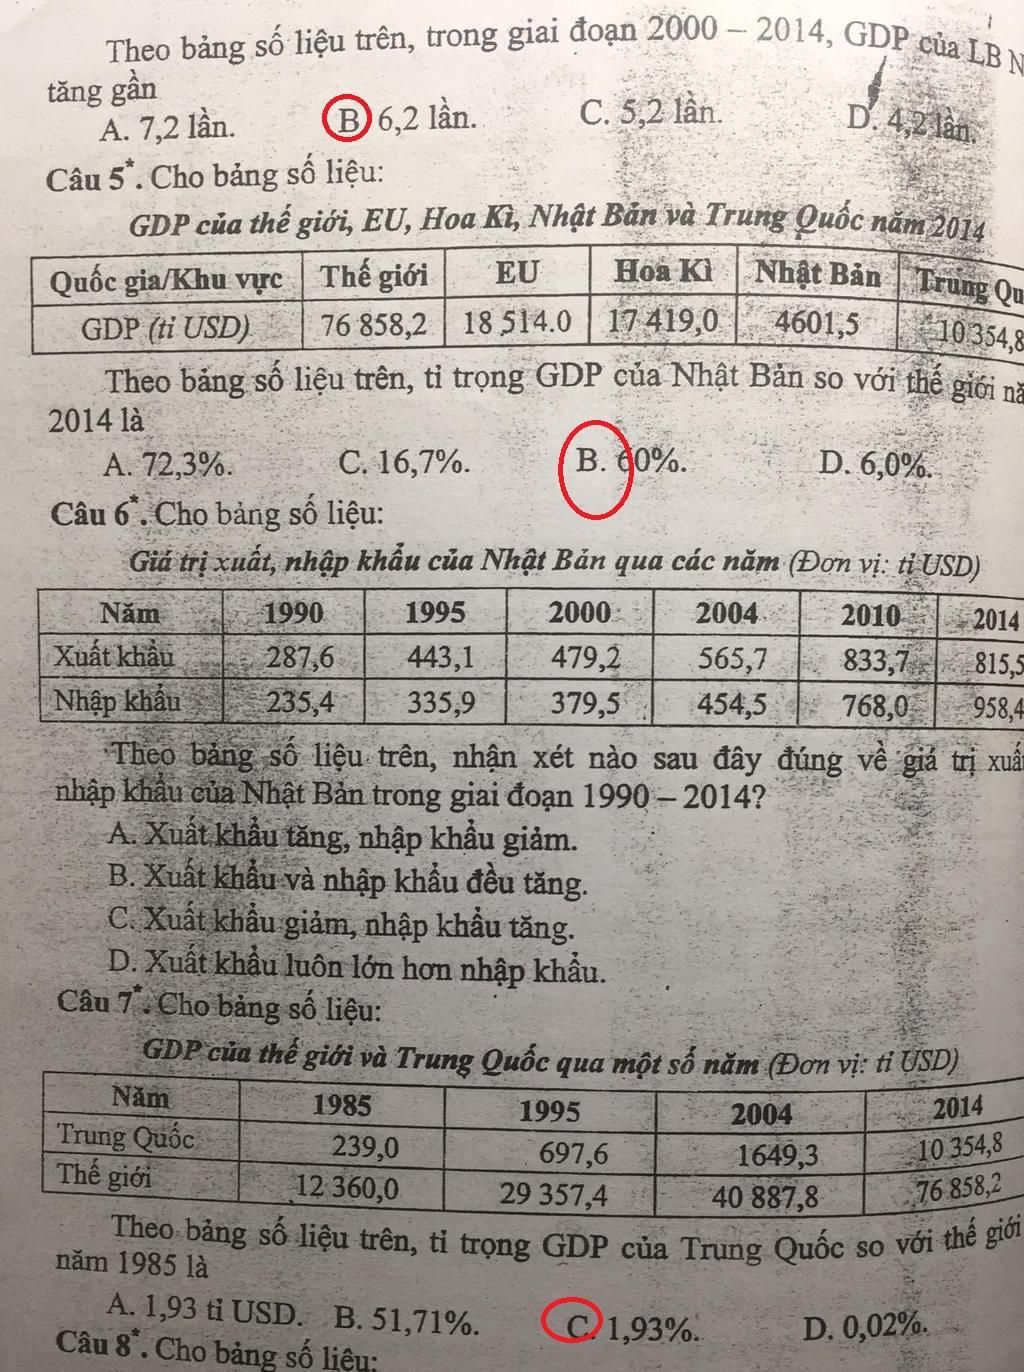 Theo bảng số liệu trên, trong giai đoạn 2000 – 2014, GDP của LB N
tăng gần
A. 7,2 lần. B 6,2 lần. C. 5,2 lần. D. 4,2 lần.
Câu 5*. Cho bảng số liệu:
GDP của thế giới, EU, Hoa Kì, Nhật Bản và Trung Quốc năm 2014
Quốc gia/Khu vực Thế giới EU Hoa Kì Nhật Bản Trung Qu
GDP (tỉ USD) 76 858,2 18 514.0 17 419,0 4601,5 10 354,8
Theo bảng số liệu trên, tỉ trọng GDP của Nhật Bản so với thế giới nă
2014 là
A. 72,3%. C. 16,7%. B. 60%. D. 6,0%.
Câu 6*. Cho bảng số liệu:
Giá trị xuất, nhập khẩu của Nhật Bản qua các năm (Đơn vị: tỉ USD)
Năm 1990 1995 2000 2004 2010 2014
Xuất khẩu 287,6 443,1 479,2 565,7 833,7 815,5
Nhập khẩu 235,4 335,9 379,5 454,5 768,0 958,4
Theo bảng số liệu trên, nhận xét nào sau đây đúng về giá trị xuất
nhập khẩu của Nhật Bản trong giai đoạn 1990 – 2014?
A. Xuất khẩu tăng, nhập khẩu giảm.
B. Xuất khẩu và nhập khẩu đều tăng.
C. Xuất khẩu giảm, nhập khẩu tăng.
D. Xuất khẩu luôn lớn hơn nhập khẩu.
Câu 7*. Cho bảng số liệu:
GDP của thế giới và Trung Quốc qua một số năm (Đơn vị: tỉ USD)
Năm 1985 1995 2004 2014
Trung Quốc 239,0 697,6 1649,3 10 354,8
Thế giới 12 360,0 29 357,4 40 887,8 76 858,2
Theo bảng số liệu trên, tỉ trọng GDP của Trung Quốc so với thế giới
năm 1985 là
A. 1,93 tỉ USD. B. 51,71%. C. 1,93%. D. 0,02%.
Câu 8*. Cho bảng số liệu: